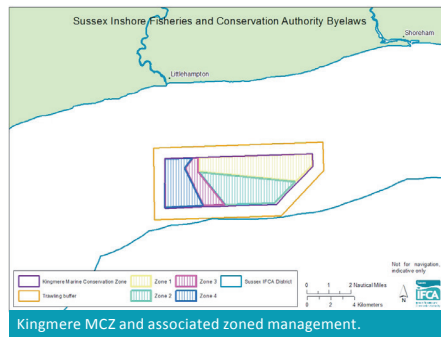 Sussex Inshore Fisheries and Conservation Authority Byelaws
Shoreham
Littlehampton
Not for navigation,
indicative only
Kingmere Marine Conservation Zone
Zone 1
Zone 3
Sussex IFCA District
Trawling buffer
Zone 2
Zone 4
0 1 2 Nautical Miles
0 2 4 Kilometers
N
IFCA
Kingmere MCZ and associated zoned management.